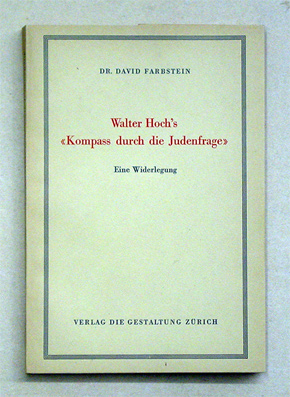 DR. DAVID FARBSTEIN
Walter Hoch's
«Kompass durch die Judenfrage»
Eine Widerlegung
VERLAG DIE GESTALTUNG ZÜRICH